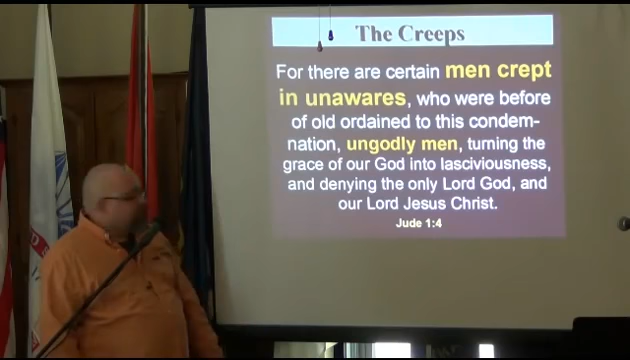 The Creeps
For there are certain men crept
in unawares, who were before
of old ordained to this condem-
nation, ungodly men, turning the
grace of our God into lasciviousness,
and denying the only Lord God, and
our Lord Jesus Christ.
Jude 1:4